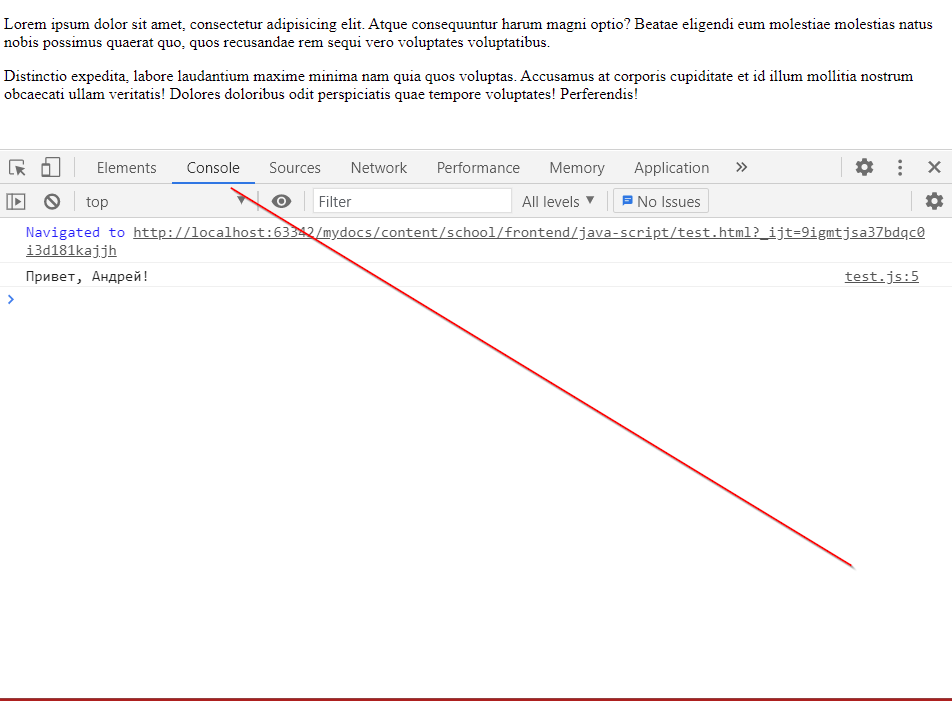 Lorem ipsum dolor sit amet, consectetur adipisicing elit. Atque consequuntur harum magni optio? Beatae eligendi eum molestiae molestias natus
nobis possimus quaerat quo, quos recusandae rem sequi vero voluptates voluptatibus.
Distinctio expedita, labore laudantium maxime minima nam quia quos voluptas. Accusamus at corporis cupiditate et id illum mollitia nostrum
obcaecati ullam veritatis! Dolores doloribus odit perspiciatis quae tempore voluptates! Perferendis!
Elements Console Sources Network Performance Memory Application
top Filter All levels No Issues
Navigated to http://localhost:63342/mydocs/content/school/frontend/java-script/test.html?_ijt=9igmtjsa37bdqc0
i3d181kajjh
Привет, Андрей! test.js:5